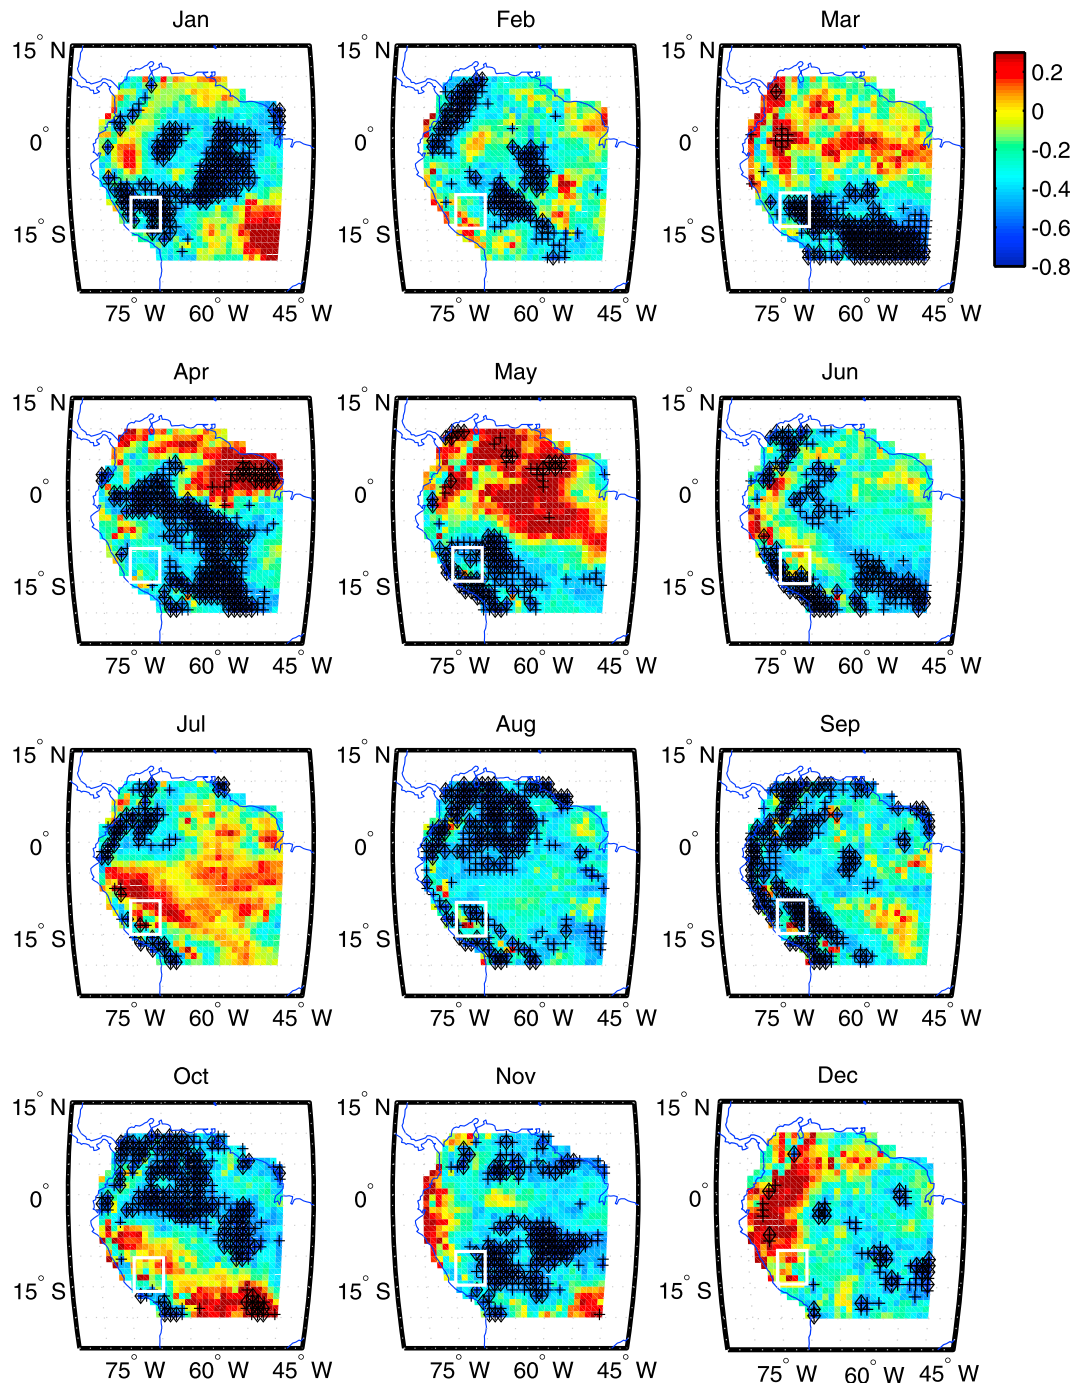 Jan Feb Mar
15° N 15° N 15° N
0.2
0
0° 0° 0°
-0.2
-0.4
-0.6
15° S 15° S 15° S
-0.8
75° W 60° W 45° W 75° W 60° W 45° W 75° W 60° W 45° W
Apr May Jun
15° N 15° N 15° N
0° 0° 0°
15° S 15° S 15° S
75° W 60° W 45° W 75° W 60° W 45° W 75° W 60° W 45° W
Jul Aug Sep
15° N 15° N 15° N
0° 0° 0°
15° S 15° S 15° S
75° W 60° W 45° W 75° W 60° W 45° W 75° W 60° W 45° W
Oct Nov Dec
15° N 15° N 15° N
0° 0° 0°
15° S 15° S 15° S
75° W 60° W 45° W 75° W 60° W 45° W 75° W 60° W 45° W